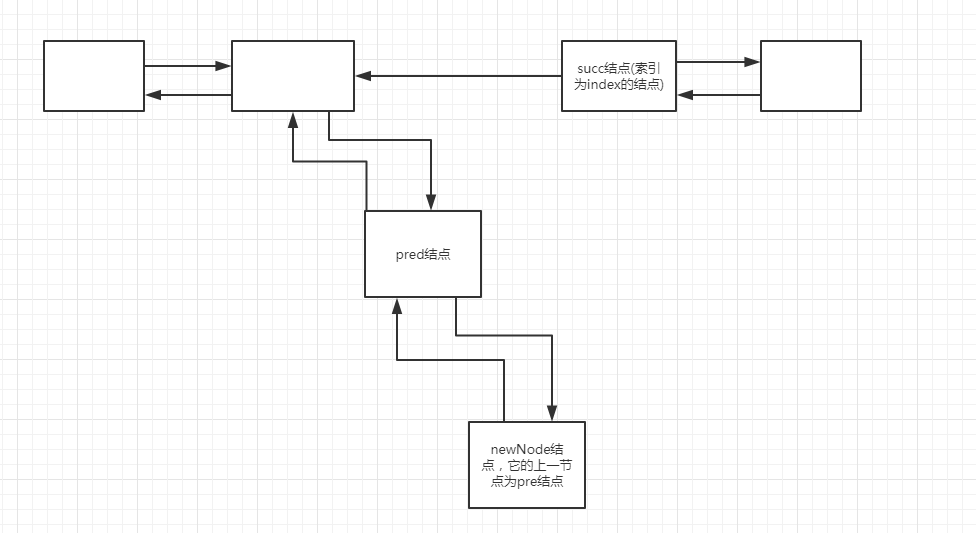 succ结点(索引
为index的结点)
pred结点
newNode结
点，它的上一节
点为pre结点